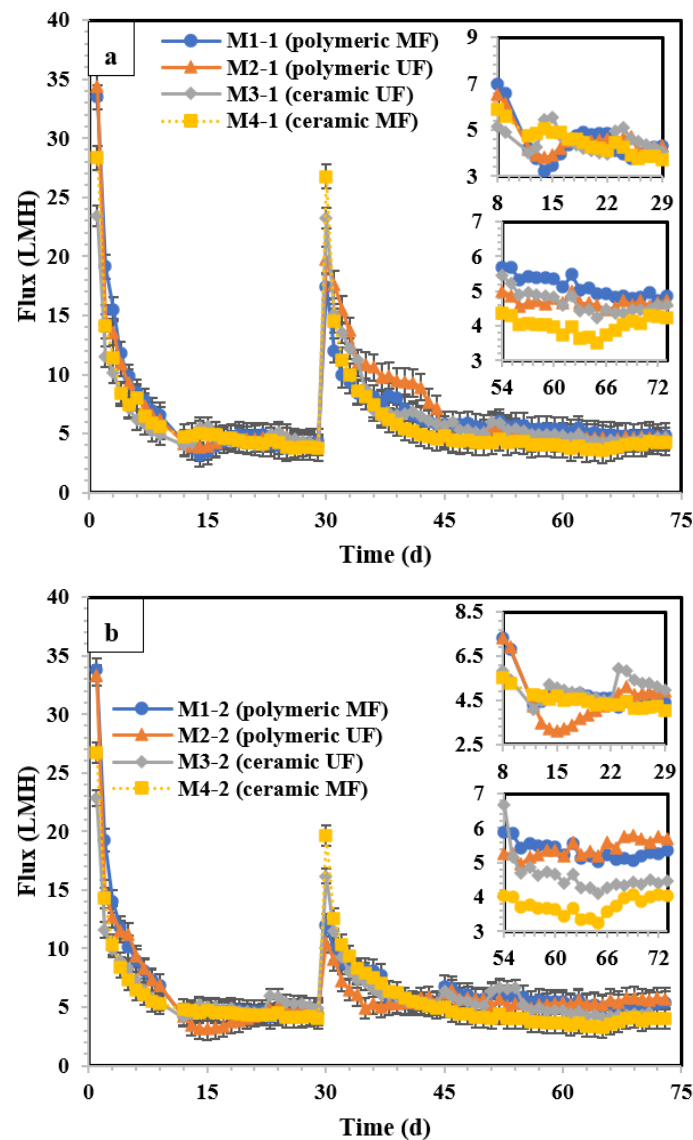 a
M1-1 (polymeric MF)
M2-1 (polymeric UF)
M3-1 (ceramic UF)
M4-1 (ceramic MF)
Flux (LMH)
40
35
30
25
20
15
10
5
0
0 15 30 45 60 75
Time (d)
9
7
5
3
8 15 22 29
7
6
5
4
3
54 60 66 72
b
M1-2 (polymeric MF)
M2-2 (polymeric UF)
M3-2 (ceramic UF)
M4-2 (ceramic MF)
Flux (LMH)
40
35
30
25
20
15
10
5
0
0 15 30 45 60 75
Time (d)
8.5
6.5
4.5
2.5
8 15 22 29
7
6
5
4
3
54 60 66 72